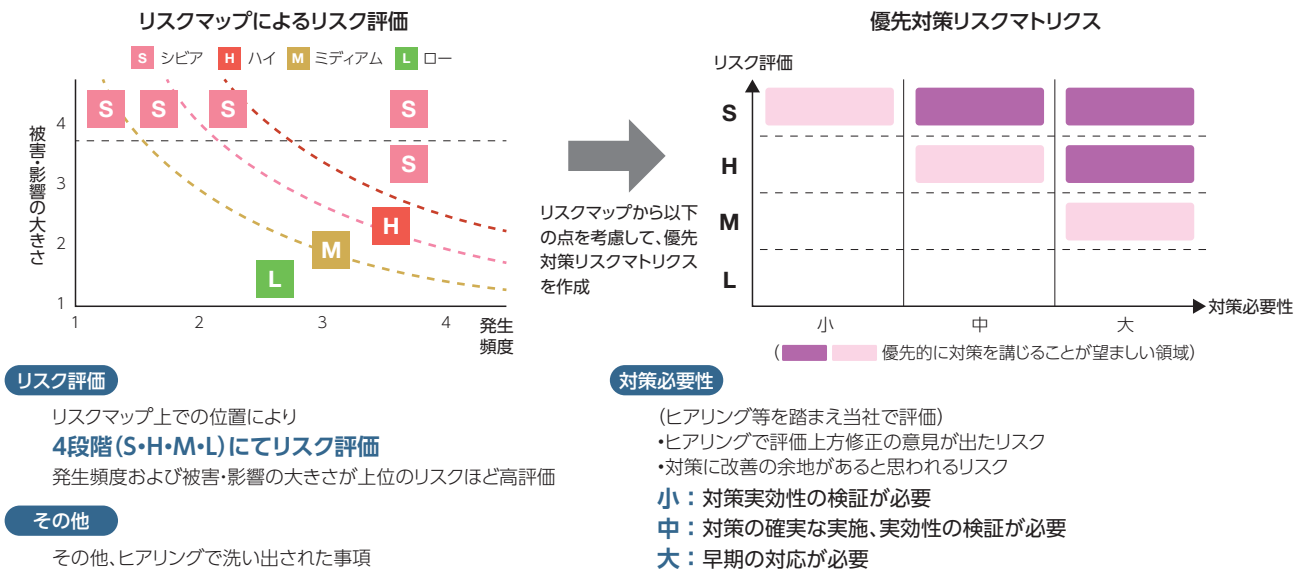 リスクマップによるリスク評価
S シビア H ハイ M ミディアム L ロー
被害・影響の大きさ
4
3
2
1
S S S S
S
H
M
L
1 2 3 4
発生
頻度
リスクマップから以下
の点を考慮して、優先
対策リスクマトリクス
を作成
優先対策リスクマトリクス
リスク評価
S
H
M
L
小 中 大
対策必要性
( 優先的に対策を講じることが望ましい領域)
リスク評価
リスクマップ上での位置により
4段階(S・H・M・L)にてリスク評価
発生頻度および被害・影響の大きさが上位のリスクほど高評価
その他
その他、ヒアリングで洗い出された事項
対策必要性
(ヒアリング等を踏まえ当社で評価)
・ヒアリングで評価上方修正の意見が出たリスク
・対策に改善の余地があると思われるリスク
小：対策実効性の検証が必要
中：対策の確実な実施、実効性の検証が必要
大：早期の対応が必要